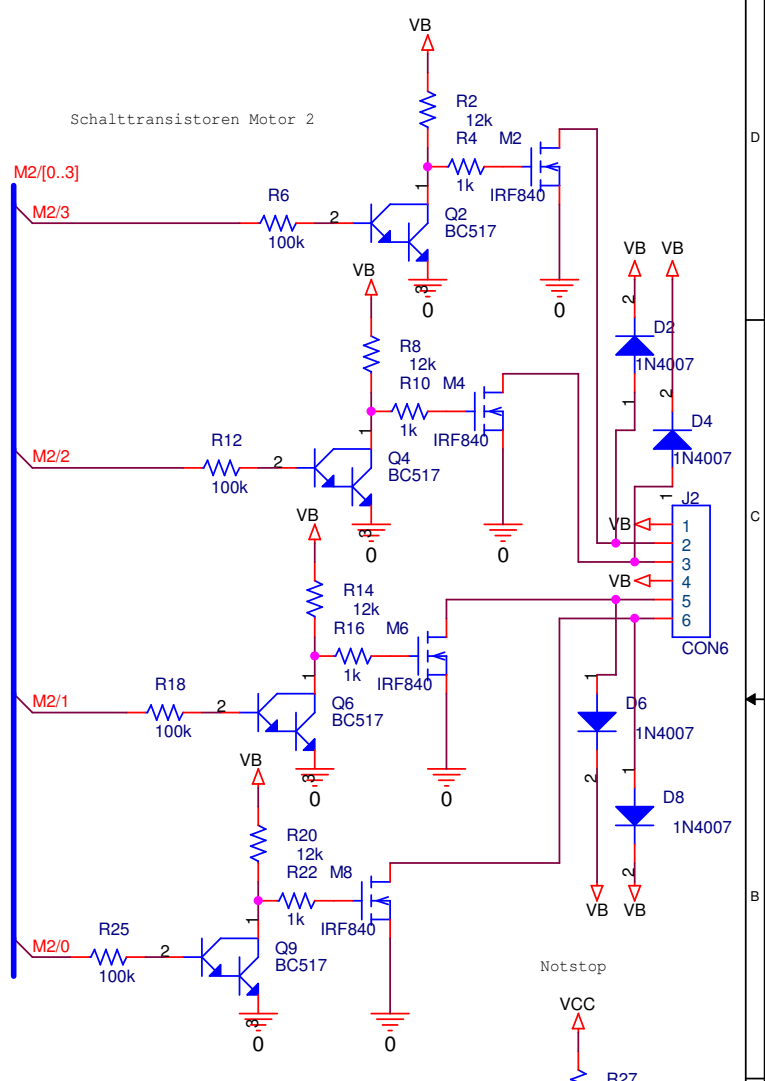 VB
R2
12k
Schalttransistoren Motor 2
R4
M2
D
1k
IRF840
M2/[0..3]
M2/3
R6
100k
2
1
Q2
BC517
3
0
0
VB
VB
VB
R8
12k
R10
M4
1k
IRF840
2
D2
1N4007
1
2
D4
1N4007
1
M2/2
R12
100k
2
1
Q4
BC517
3
0
0
J2
VB
1
2
3
VB
4
5
6
CON6
C
VB
R14
12k
R16
M6
1k
IRF840
M2/1
R18
100k
2
1
Q6
BC517
3
0
0
1
D6
1N4007
2
1
D8
1N4007
2
VB
VB
VB
R20
12k
R22
M8
1k
IRF840
B
M2/0
R25
100k
2
1
Q9
BC517
3
0
0
Notstop
VCC
R27